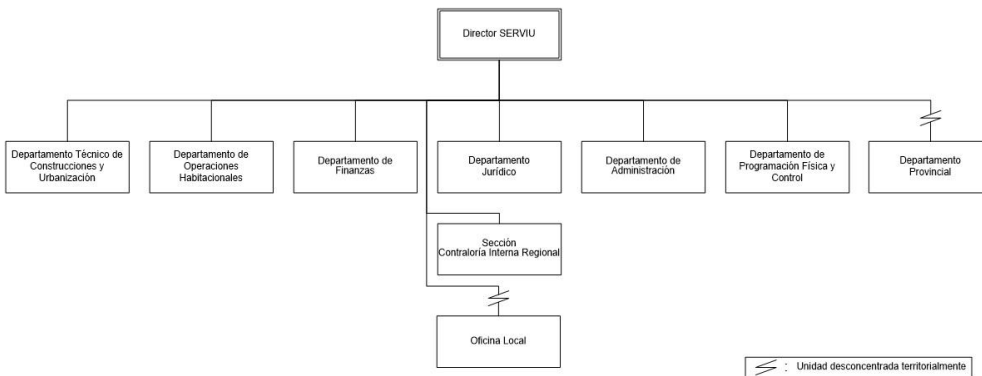 Director SERVIU
Departamento Técnico de
Construcciones y
Urbanización
Departamento de
Operaciones
Habitacionales
Departamento de
Finanzas
Departamento
Jurídico
Departamento de
Administración
Departamento de
Programación Física y
Control
Departamento
Provincial
Sección
Contraloría Interna Regional
Oficina Local
: Unidad desconcentrada territorialmente